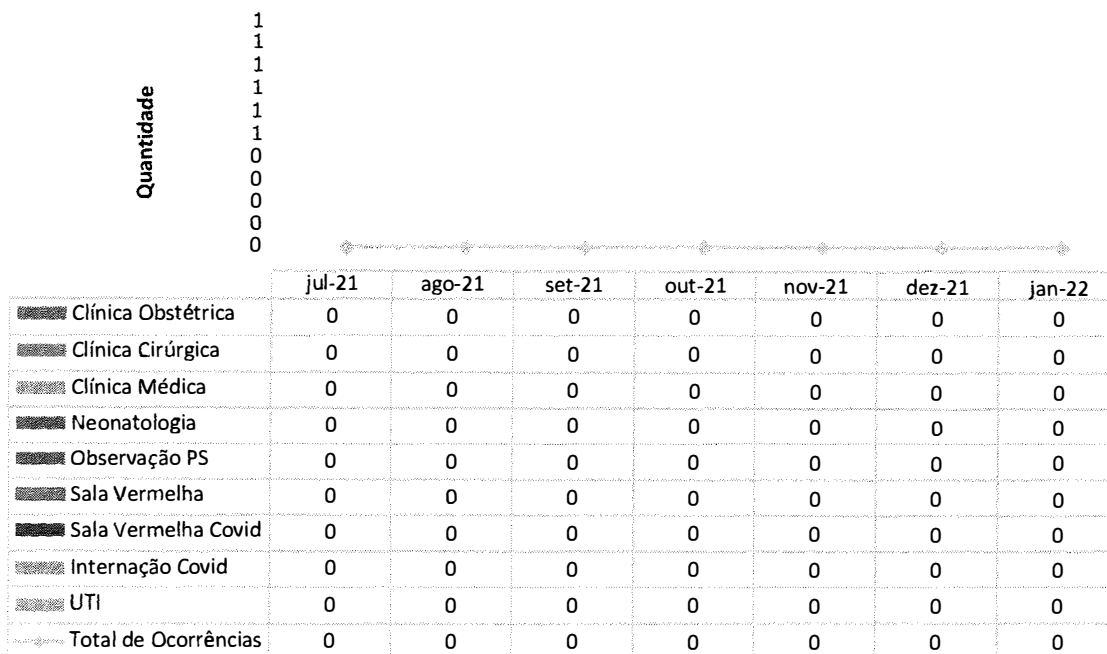 Quantidade
1
1
1
1
1
1
0
0
0
0
0
jul-21 ago-21 set-21 out-21 nov-21 dez-21 jan-22
Clínica Obstétrica 0 0 0 0 0 0 0
Clínica Cirúrgica 0 0 0 0 0 0 0
Clínica Médica 0 0 0 0 0 0 0
Neonatologia 0 0 0 0 0 0 0
Observação PS 0 0 0 0 0 0 0
Sala Vermelha 0 0 0 0 0 0 0
Sala Vermelha Covid 0 0 0 0 0 0 0
Internação Covid 0 0 0 0 0 0 0
UTI 0 0 0 0 0 0 0
Total de Ocorrências 0 0 0 0 0 0 0